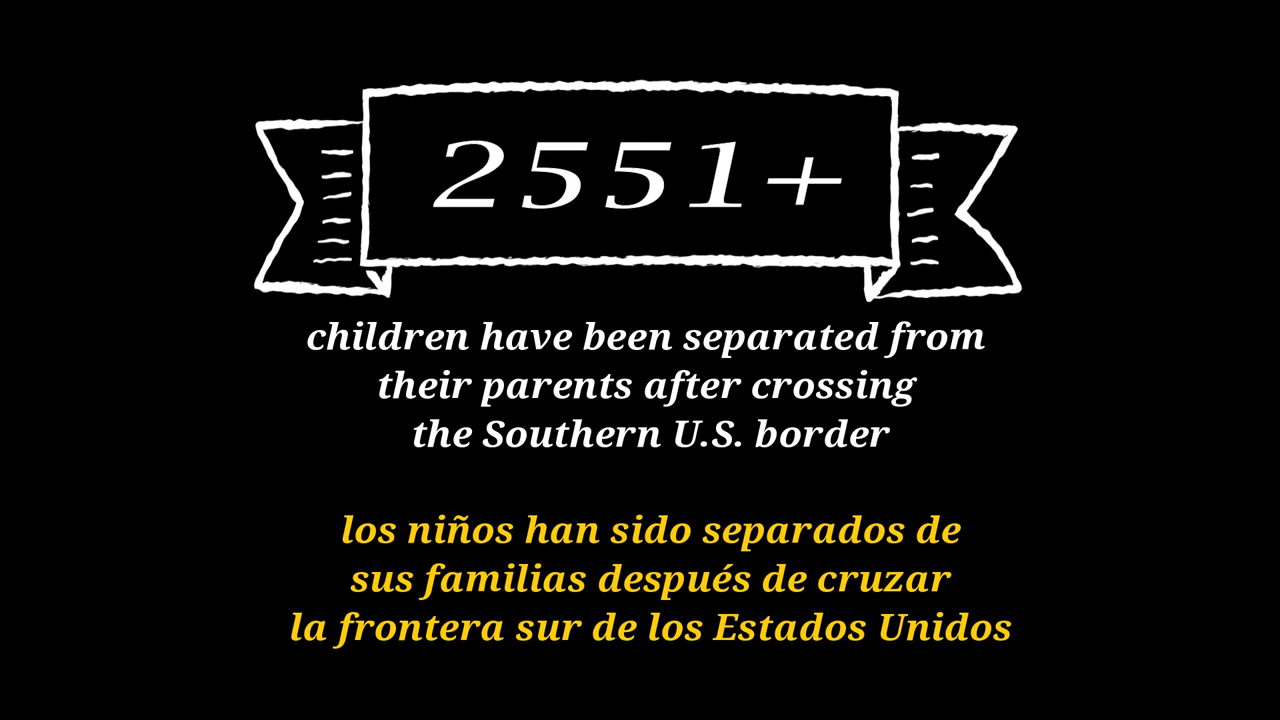 2551+
children have been separated from
their parents after crossing
the Southern U.S. border
los niños han sido separados de
sus familias después de cruzar
la frontera sur de los Estados Unidos